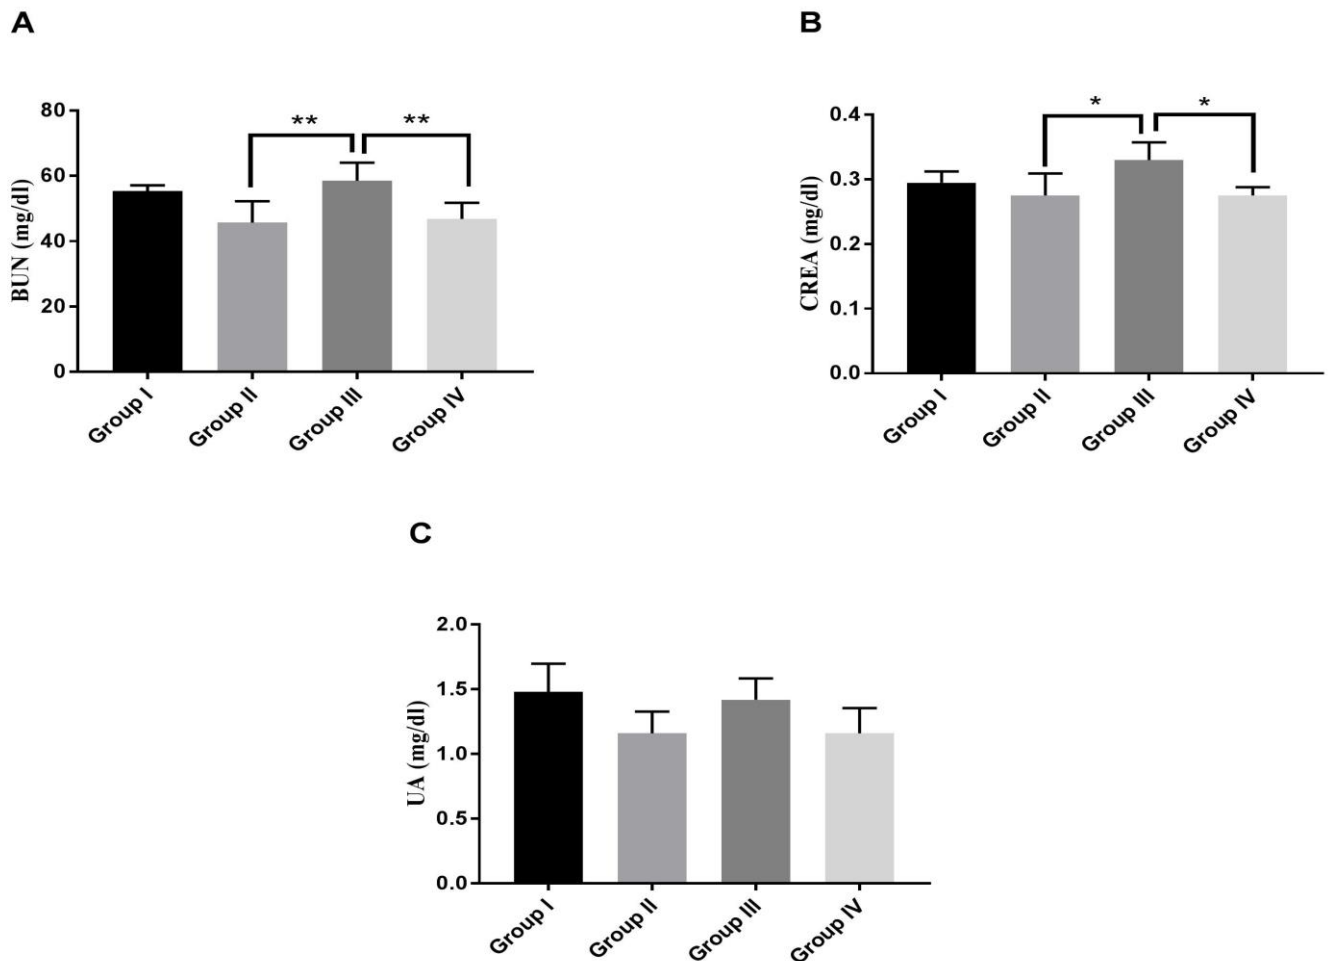 A
BUN (mg/dl)
80
60
40
20
0
** **
Group I Group II Group III Group IV
B
CREA (mg/dl)
0.4
0.3
0.2
0.1
0.0
* *
Group I Group II Group III Group IV
C
UA (mg/dl)
2.0
1.5
1.0
0.5
0.0
Group I Group II Group III Group IV